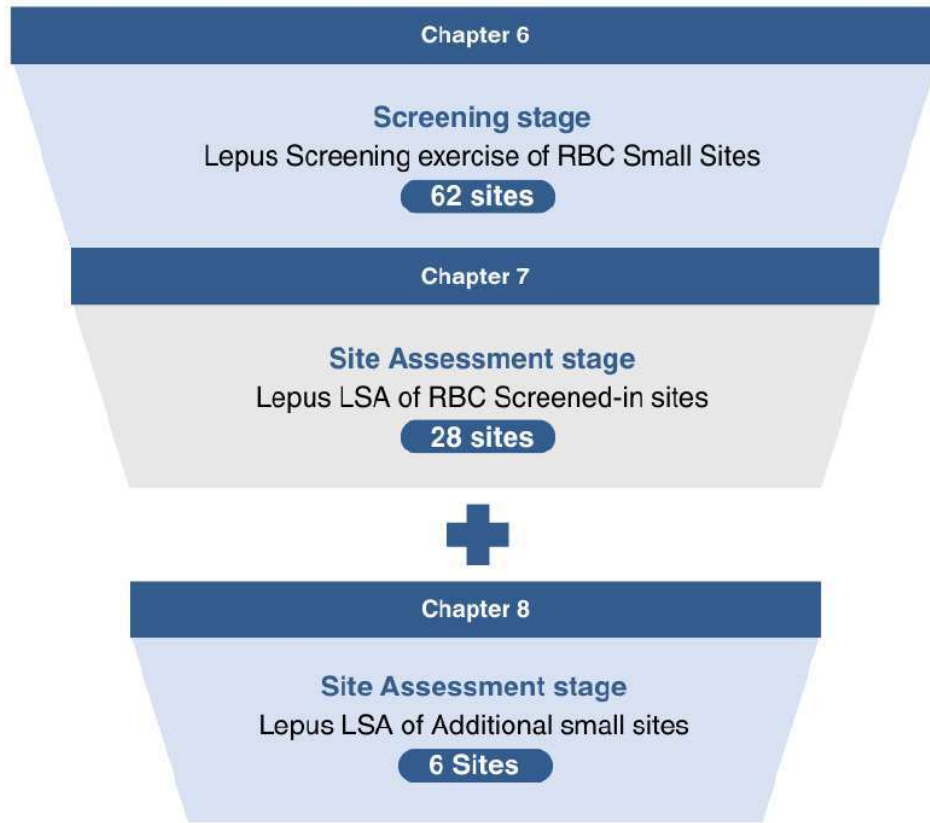 Chapter 6
Screening stage
Lepus Screening exercise of RBC Small Sites
62 sites
Chapter 7
Site Assessment stage
Lepus LSA of RBC Screened-in sites
28 sites
Chapter 8
Site Assessment stage
Lepus LSA of Additional small sites
6 Sites